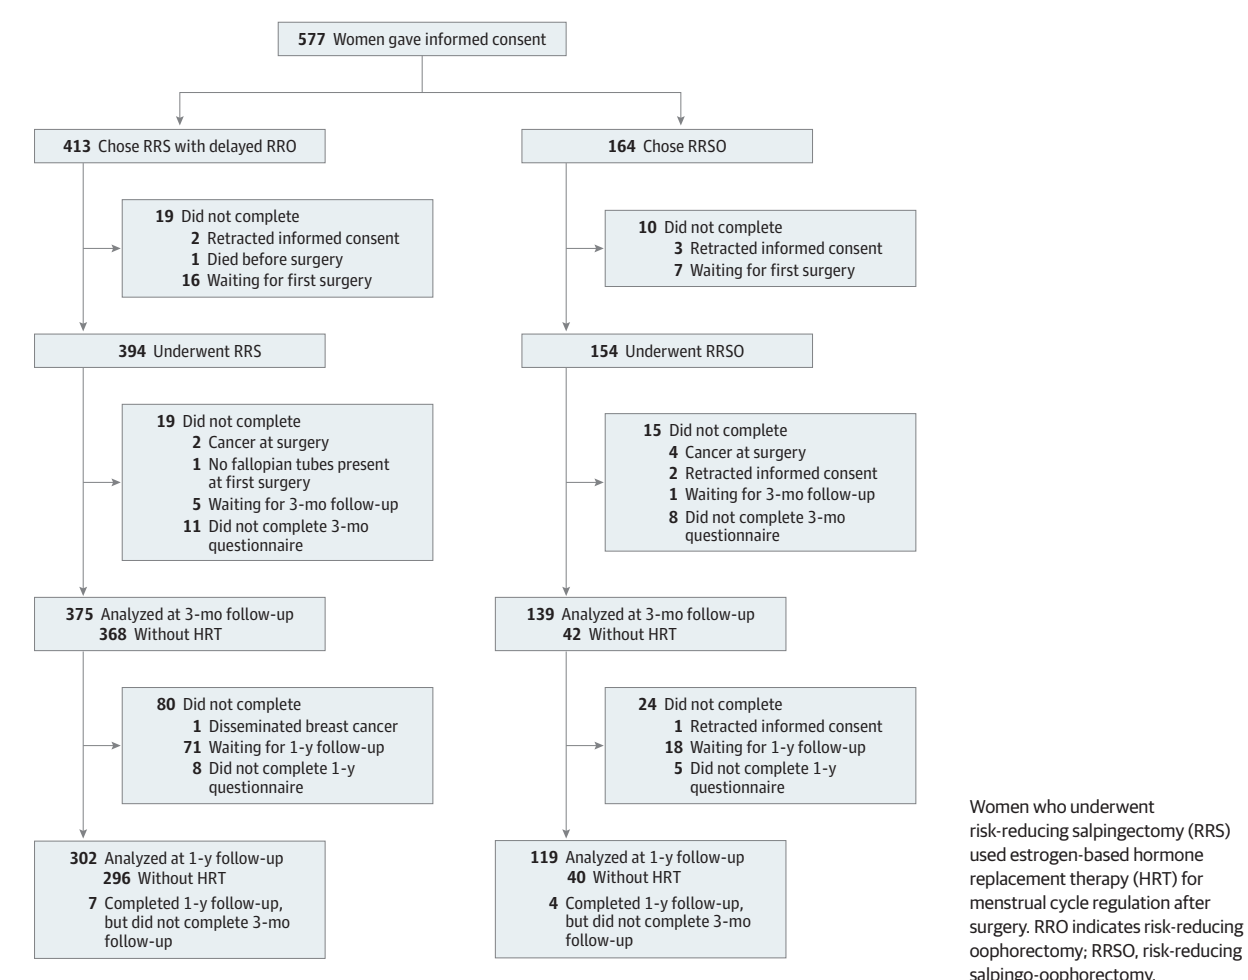 577 Women gave informed consent
413 Chose RRS with delayed RRO
164 Chose RRSO
19 Did not complete
2 Retracted informed consent
1 Died before surgery
16 Waiting for first surgery
10 Did not complete
3 Retracted informed consent
7 Waiting for first surgery
394 Underwent RRS
154 Underwent RRSO
19 Did not complete
2 Cancer at surgery
1 No fallopian tubes present
at first surgery
5 Waiting for 3-mo follow-up
11 Did not complete 3-mo
questionnaire
15 Did not complete
4 Cancer at surgery
2 Retracted informed consent
1 Waiting for 3-mo follow-up
8 Did not complete 3-mo
questionnaire
375 Analyzed at 3-mo follow-up
368 Without HRT
139 Analyzed at 3-mo follow-up
42 Without HRT
80 Did not complete
1 Disseminated breast cancer
71 Waiting for 1-y follow-up
8 Did not complete 1-y
questionnaire
24 Did not complete
1 Retracted informed consent
18 Waiting for 1-y follow-up
5 Did not complete 1-y
questionnaire
302 Analyzed at 1-y follow-up
296 Without HRT
7 Completed 1-y follow-up,
but did not complete 3-mo
follow-up
119 Analyzed at 1-y follow-up
40 Without HRT
4 Completed 1-y follow-up,
but did not complete 3-mo
follow-up
Women who underwent
risk-reducing salpingectomy (RRS)
used estrogen-based hormone
replacement therapy (HRT) for
menstrual cycle regulation after
surgery. RRO indicates risk-reducing
oophorectomy; RRSO, risk-reducing
salpingo-oophorectomy.